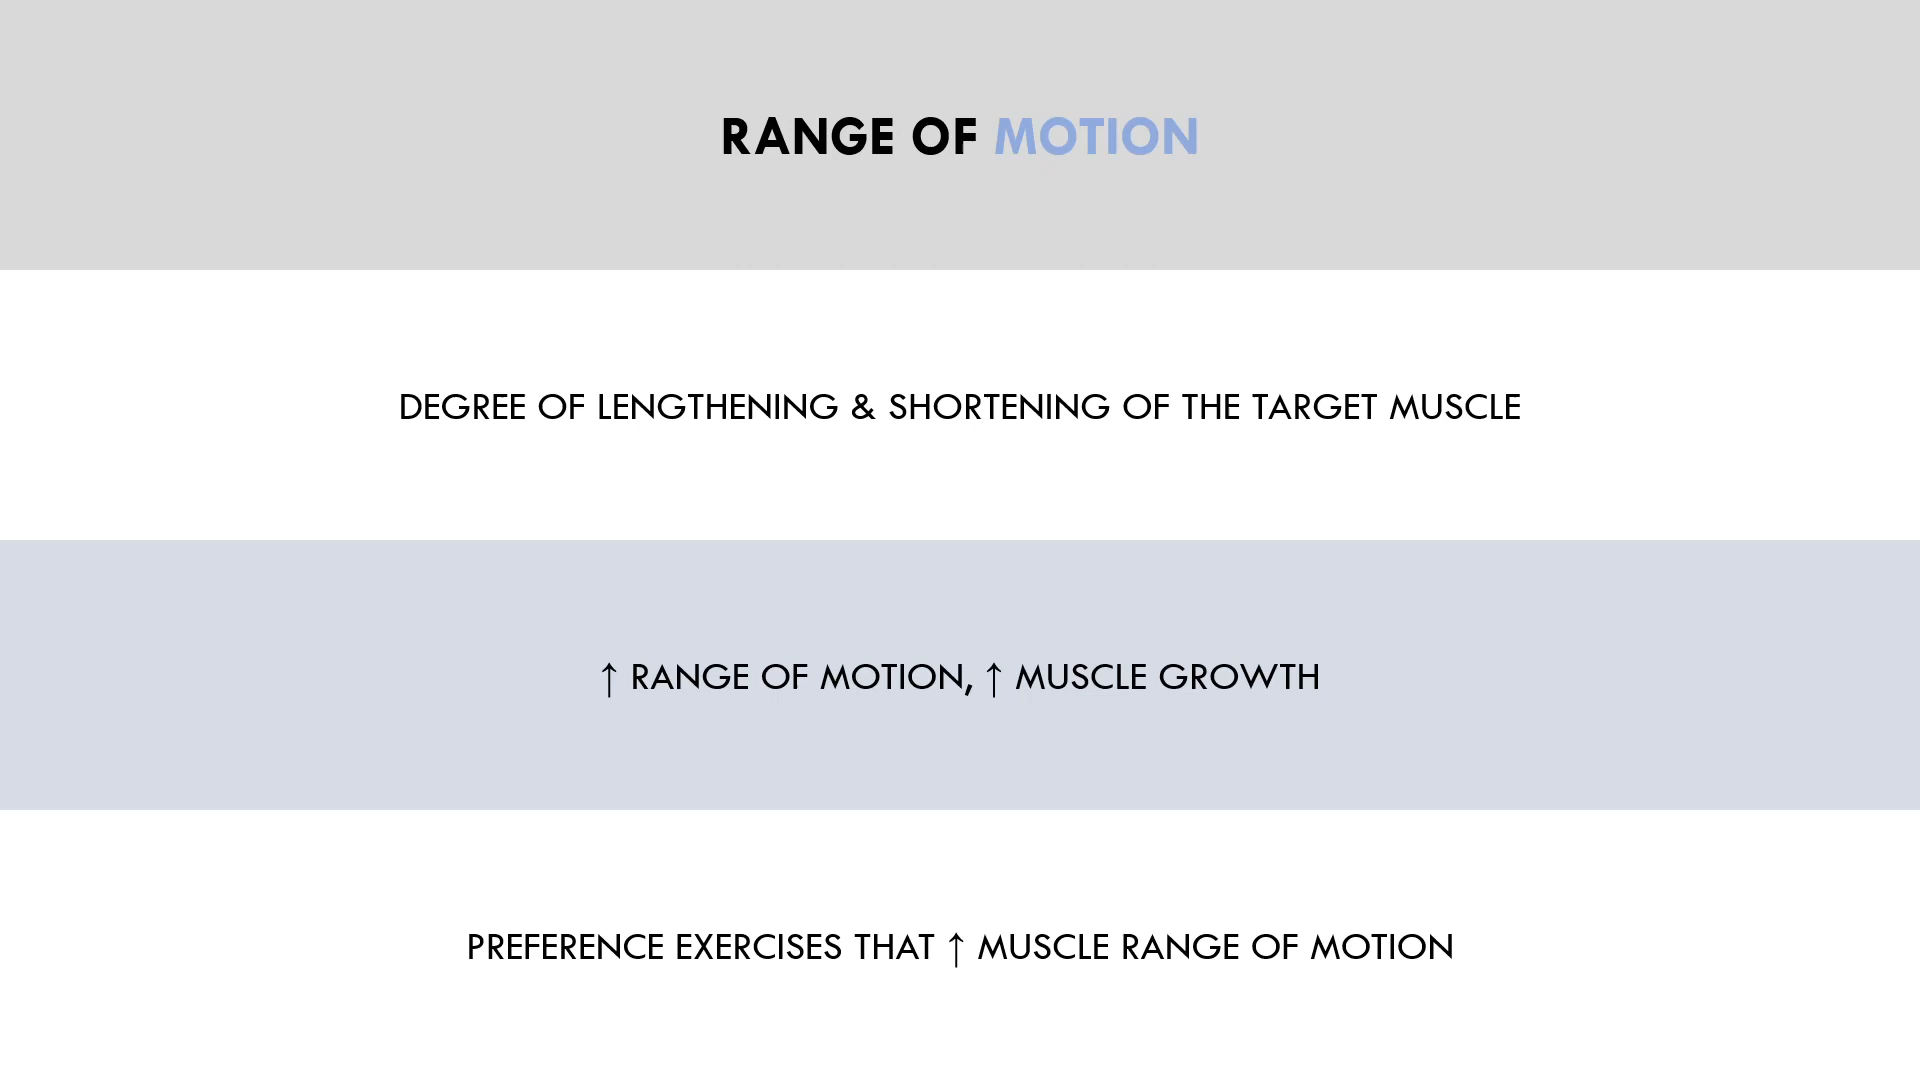 RANGE OF MOTION
DEGREE OF LENGTHENING & SHORTENING OF THE TARGET MUSCLE
↑ RANGE OF MOTION, ↑ MUSCLE GROWTH
PREFERENCE EXERCISES THAT ↑ MUSCLE RANGE OF MOTION